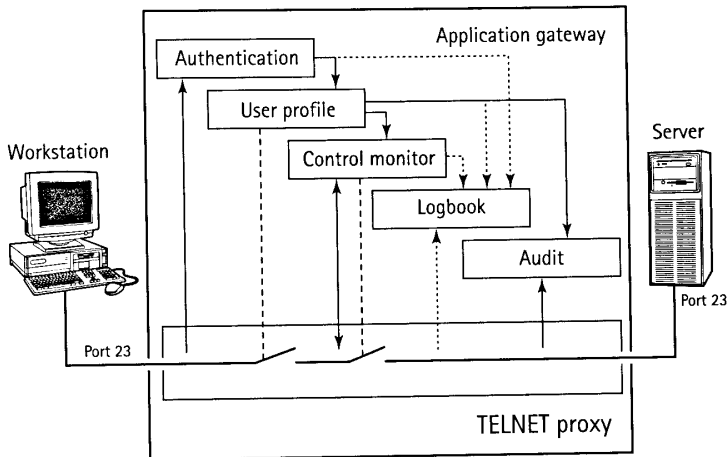 Application gateway
Authentication
User profile
Server
Workstation
Control monitor
Logbook
Audit
Port 23
Port 23
TELNET proxy